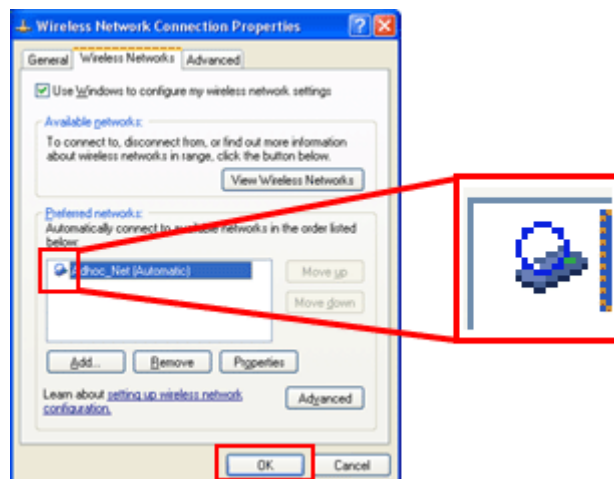 Wireless Network Connection Properties
General Wireless Networks Advanced
Use Windows to configure my wireless network settings
Available networks:
To connect to, disconnect from, or find out more information
about wireless networks in range, click the button below.
View Wireless Networks
Preferred networks:
Automatically connect to available networks in the order listed
below:
Adhoc_Net (Automatic)
Move up
Move down
Add... Remove Properties
Learn about setting up wireless network
configuration.
Advanced
OK Cancel